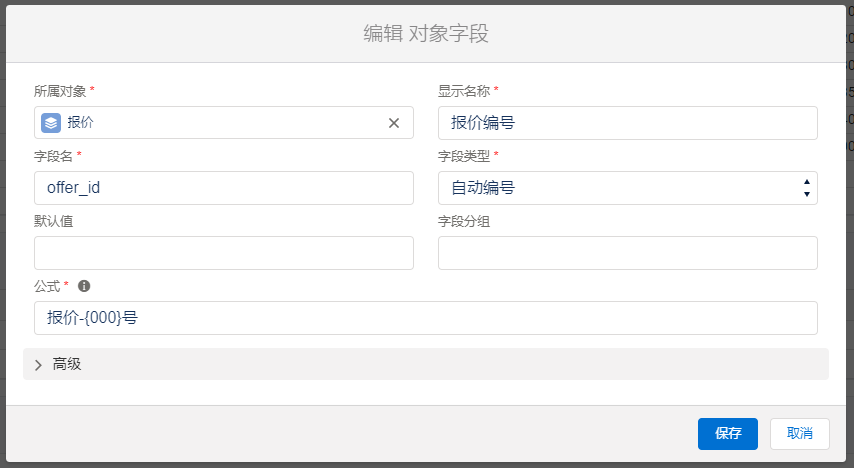 编辑 对象字段
所属对象 *
显示名称 *
报价
报价编号
字段名 *
字段类型 *
offer_id
自动编号
默认值
字段分组
公式 *
报价-{000}号
高级
保存
取消